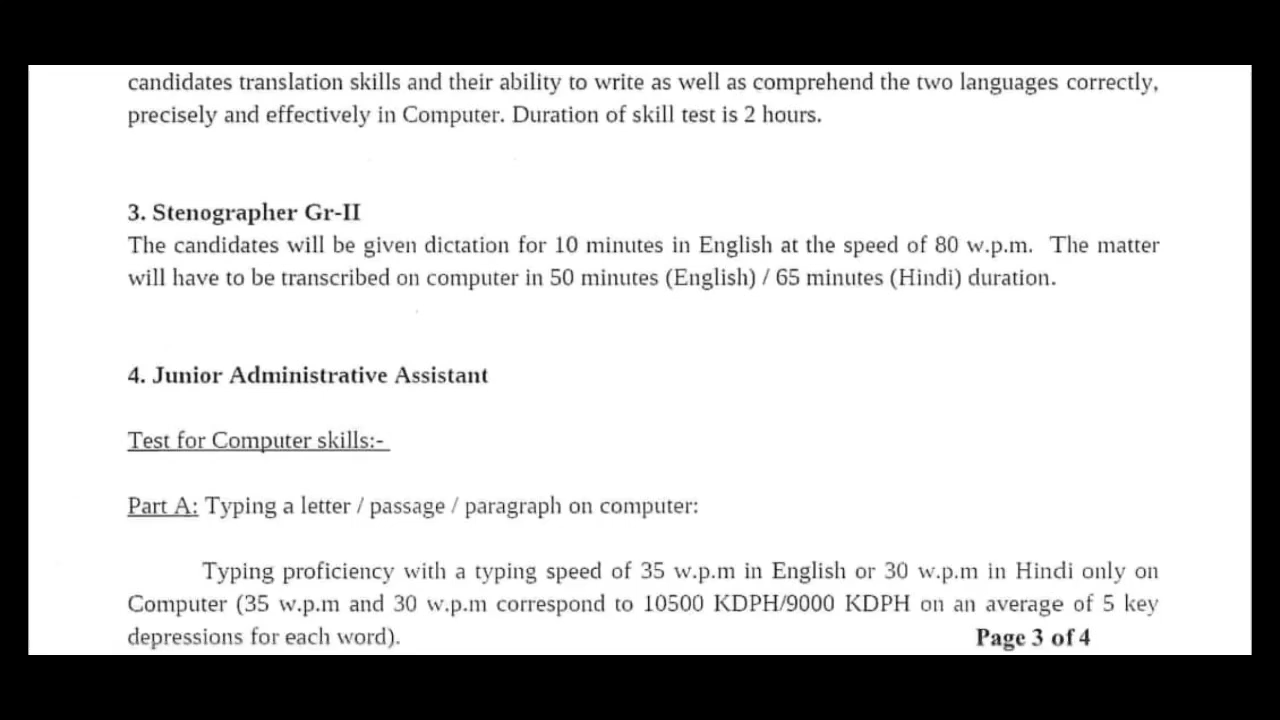 candidates translation skills and their ability to write as well as comprehend the two languages correctly,
precisely and effectively in Computer. Duration of skill test is 2 hours.
3. Stenographer Gr-II
The candidates will be given dictation for 10 minutes in English at the speed of 80 w.p.m. The matter
will have to be transcribed on computer in 50 minutes (English) / 65 minutes (Hindi) duration.
4. Junior Administrative Assistant
Test for Computer skills:-
Part A: Typing a letter / passage / paragraph on computer:
Typing proficiency with a typing speed of 35 w.p.m in English or 30 w.p.m in Hindi only on
Computer (35 w.p.m and 30 w.p.m correspond to 10500 KDPH/9000 KDPH on an average of 5 key
depressions for each word).
Page 3 of 4